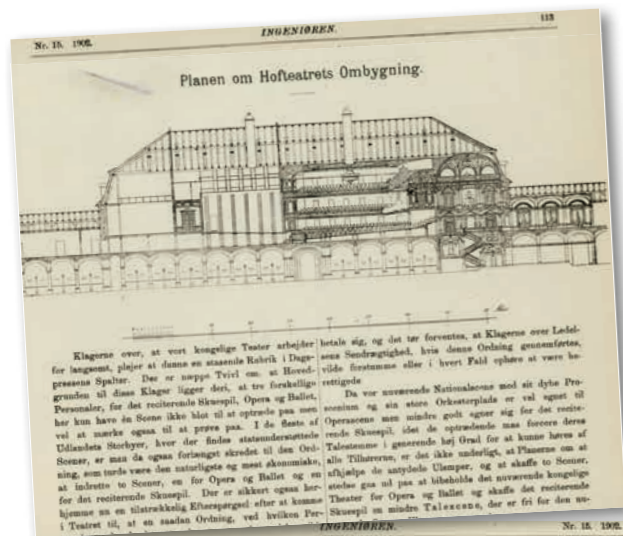 Nr. 15. 1902.
INGENIØREN.
113
Planen om Hofteatrets Ombygning.
Klagerne over, at vort kongelige Teater arbejder
for langsomt, plejer at danne en staaende Rubrik i Dags-
pressens Spalter. Der er næppe Tvivl om, at Hoved-
grunden til disse Klager ligger deri, at tre forskellige
Personaler, for det reciterende Skuespil, Opera og Ballet,
her kun have én Scene ikke blot til at optræde paa men
vel at mærke ogsaa til at prøve paa. I de fleste af
Udlandets Storbyer, hvor der findes statsunderstøttede
Scener, er man da ogsaa forlængst skredet til den Ord-
ning, som turde være den naturligste og mest økonomiske,
at indrette to Scener, en for Opera og Ballet og en
for det reciterende Skuespil. Der er sikkert ogsaa her-
hjemme nu en tilstrækkelig Efterspørgsel efter at komme
i Teatret til, at en saadan Ordning, ved hvilken Per-
betale sig, og det tør forventes, at Klagerne over Ledel-
sens Sendrægtighed, hvis denne Ordning gennemførtes,
vilde forstumme eller i hvert Fald ophøre at være be-
rettigede
Da vor nuværende Nationalscene med sit dybe Pro-
scenium og sin store Orkesterplads er vel egnet til
Operascene men mindre godt egner sig for det recite-
rende Skuespil, idet de optrædende maa forcere deres
Talestemme i generende høj Grad for at kunne høres af
alle Tilhørerne, er det ikke underligt, at Planerne om at
afhjælpe de antydede Ulemper, og at skaffe to Scener,
stedse gaa ud paa at bibeholde det nuværende kongelige
Theater for Opera og Ballet og skaffe det reciterende
Skuespil en mindre Talescene, der er fri for den nu-
INGENIØREN.
Nr. 15. 1902.